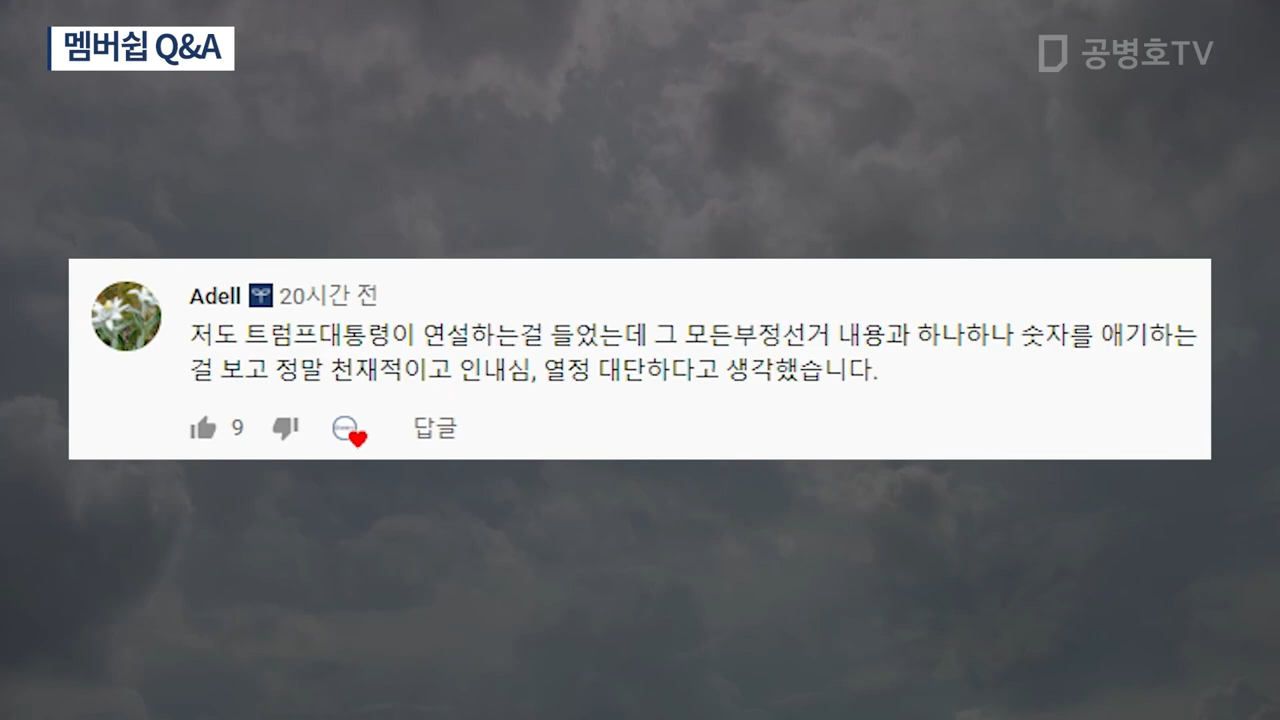 멤버쉽 Q&A
공병호TV
Adell 20시간 전
저도 트럼프대통령이 연설하는걸 들었는데 그 모든부정선거 내용과 하나하나 숫자를 얘기하는
걸 보고 정말 천재적이고 인내심, 열정 대단하다고 생각했습니다.
9 답글